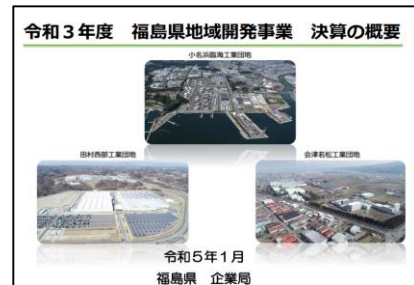 令和３年度　福島県地域開発事業　決算の概要
小名浜臨海工業団地
田村西部工業団地
会津若松工業団地
令和５年１月
福島県　企業局